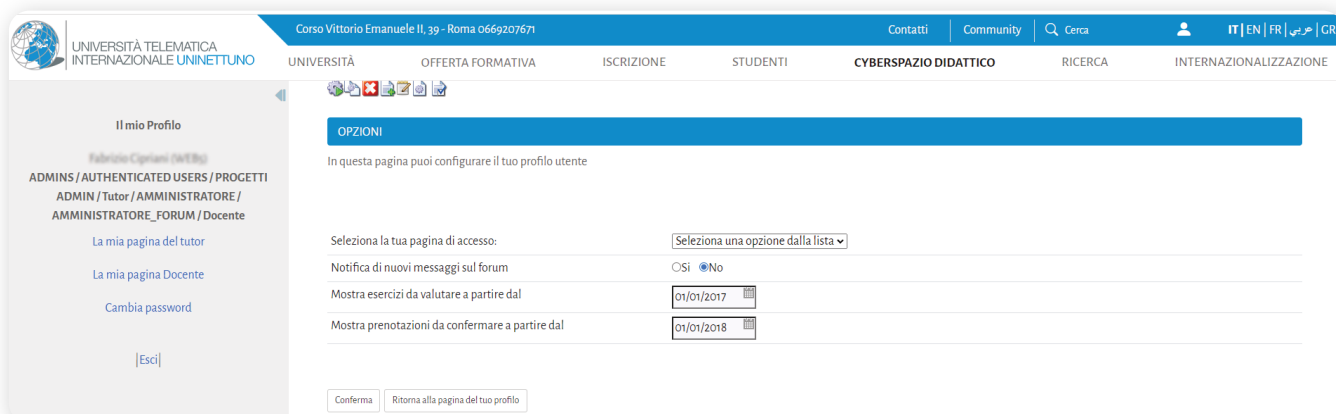 UNIVERSITÀ TELEMATICA
INTERNAZIONALE UNINETTUNO
Corso Vittorio Emanuele II, 39 - Roma 0669207671
Contatti
Community
Cerca
IT | EN | FR | عربي | GR
UNIVERSITÀ
OFFERTA FORMATIVA
ISCRIZIONE
STUDENTI
CYBERSPAZIO DIDATTICO
RICERCA
INTERNAZIONALIZZAZIONE
Il mio Profilo
Fabrizio Cipriani (WEB5)
ADMINS / AUTHENTICATED USERS / PROGETTI
ADMIN / Tutor / AMMINISTRATORE /
AMMINISTRATORE_FORUM / Docente
La mia pagina del tutor
La mia pagina Docente
Cambia password
|Esci|
OPZIONI
In questa pagina puoi configurare il tuo profilo utente
Seleziona la tua pagina di accesso:
Seleziona una opzione dalla lista
Notifica di nuovi messaggi sul forum
Si No
Mostra esercizi da valutare a partire dal
01/01/2017
Mostra prenotazioni da confermare a partire dal
01/01/2018
Conferma
Ritorna alla pagina del tuo profilo